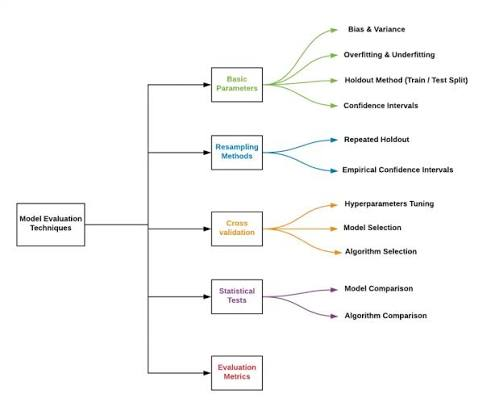 Model Evaluation
Techniques
Basic
Parameters
Bias & Variance
Overfitting & Underfitting
Holdout Method (Train / Test Split)
Confidence Intervals
Resampling
Methods
Repeated Holdout
Empirical Confidence Intervals
Cross
validation
Hyperparameters Tuning
Model Selection
Algorithm Selection
Statistical
Tests
Model Comparison
Algorithm Comparison
Evaluation
Metrics